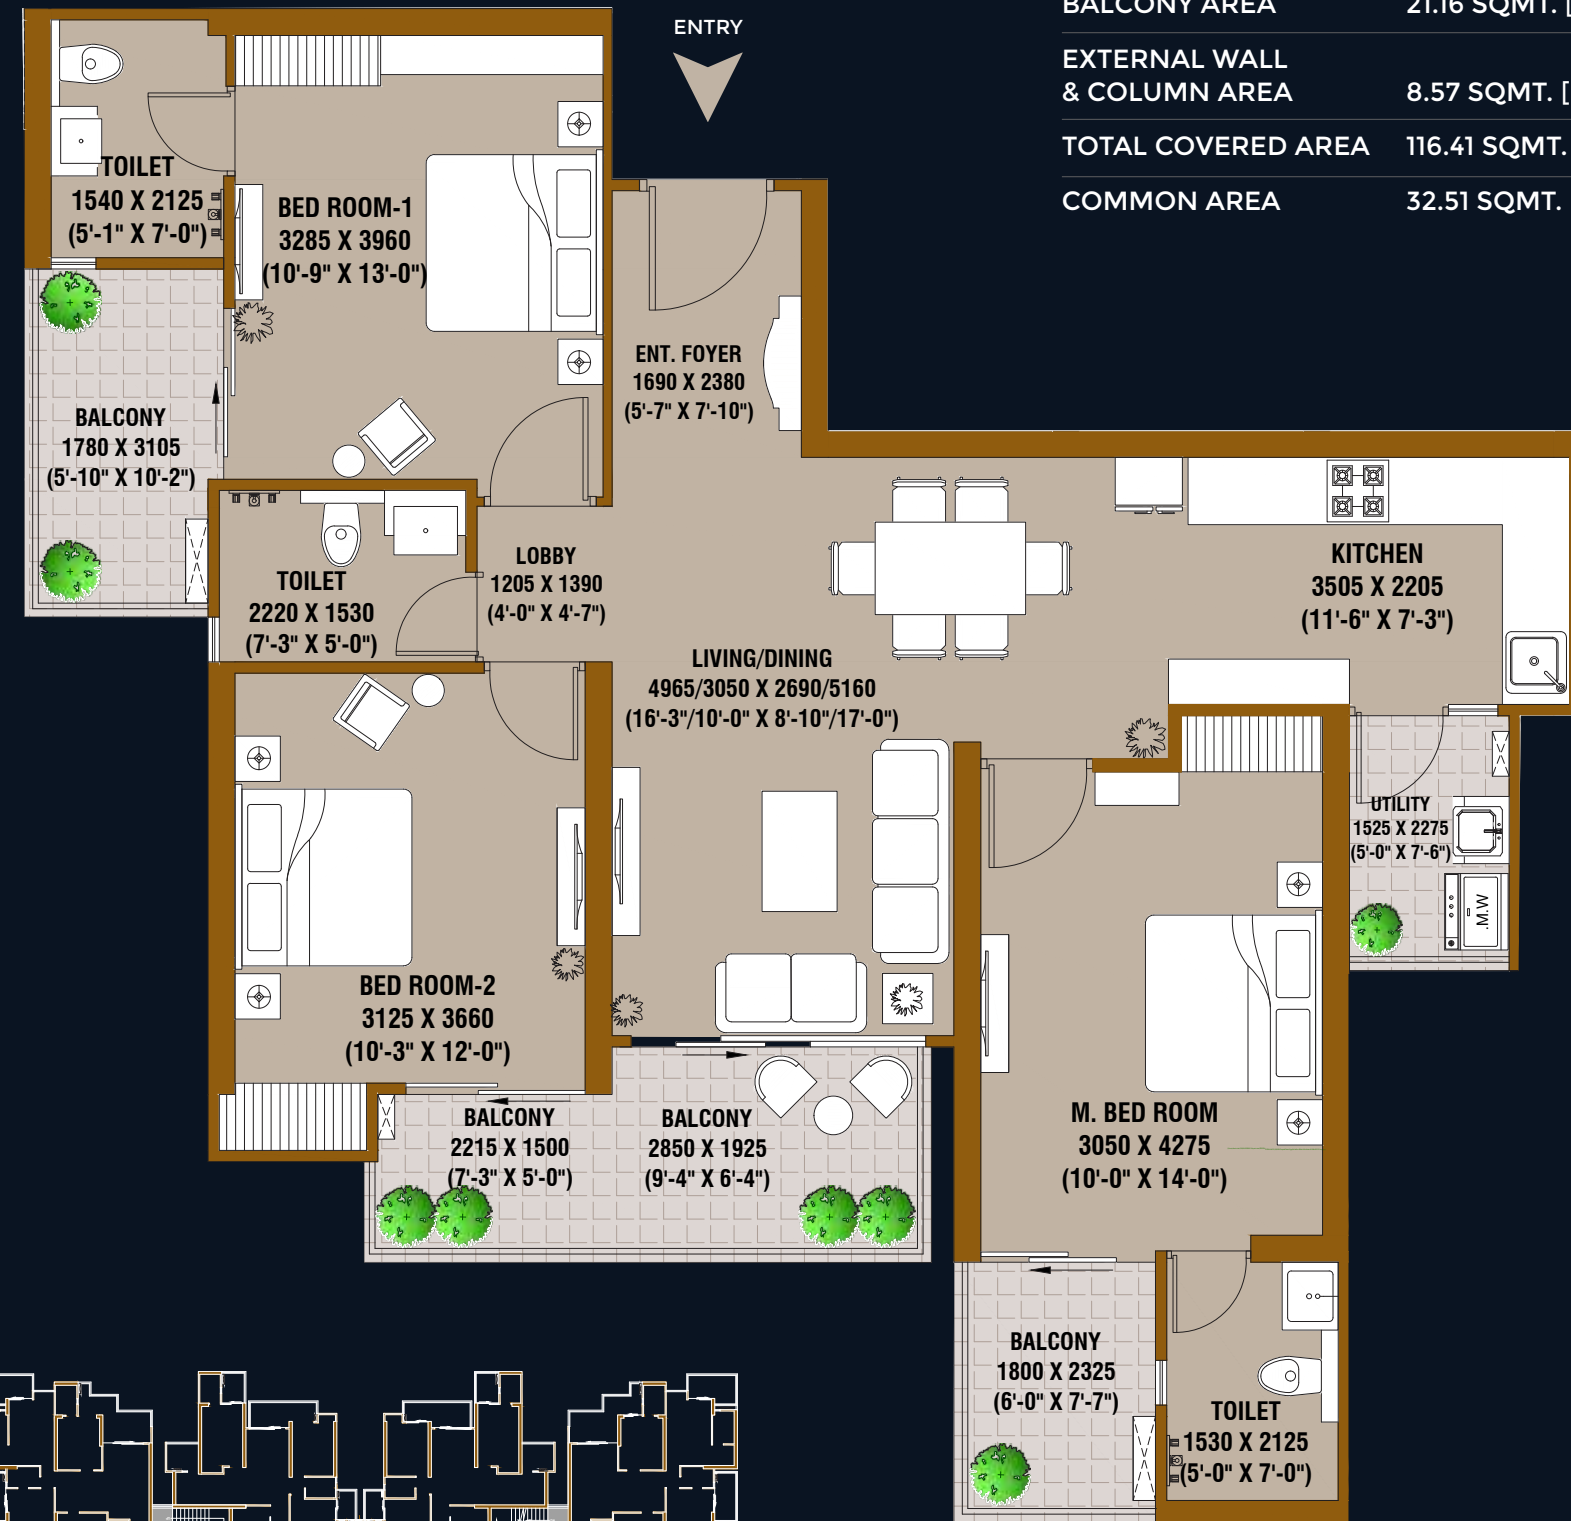 ENTRY
BALCONY AREA 21.16 SQMT. [
EXTERNAL WALL
& COLUMN AREA 8.57 SQMT. [
TOTAL COVERED AREA 116.41 SQMT.
COMMON AREA 32.51 SQMT.
TOILET
1540 X 2125
(5'-1" X 7'-0")
BED ROOM-1
3285 X 3960
(10'-9" X 13'-0")
ENT. FOYER
1690 X 2380
(5'-7" X 7'-10")
BALCONY
1780 X 3105
(5'-10" X 10'-2")
TOILET
2220 X 1530
(7'-3" X 5'-0")
LOBBY
1205 X 1390
(4'-0" X 4'-7")
KITCHEN
3505 X 2205
(11'-6" X 7'-3")
LIVING/DINING
4965/3050 X 2690/5160
(16'-3"/10'-0" X 8'-10"/17'-0")
UTILITY
1525 X 2275
(5'-0" X 7'-6")
.M.W
BED ROOM-2
3125 X 3660
(10'-3" X 12'-0")
BALCONY
2215 X 1500
(7'-3" X 5'-0")
BALCONY
2850 X 1925
(9'-4" X 6'-4")
M. BED ROOM
3050 X 4275
(10'-0" X 14'-0")
BALCONY
1800 X 2325
(6'-0" X 7'-7")
TOILET
1530 X 2125
(5'-0" X 7'-0")